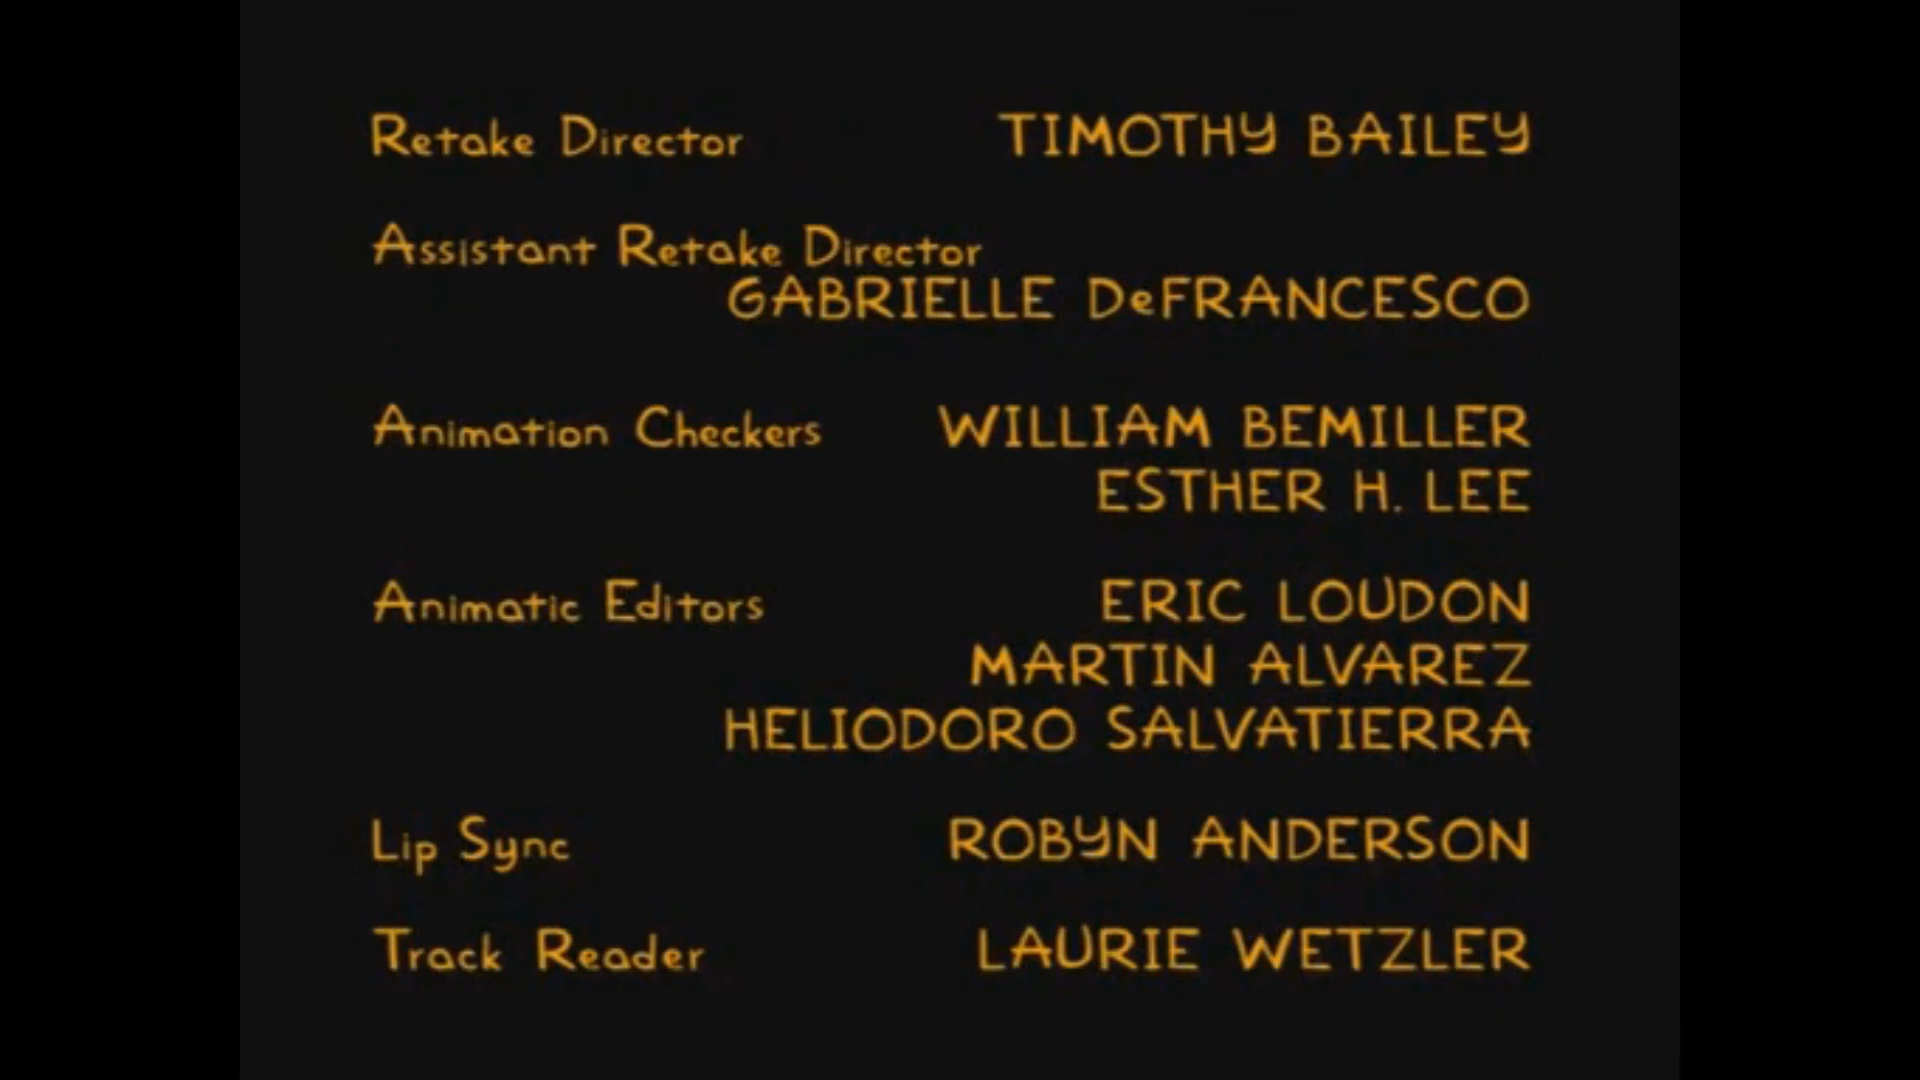 Retake Director TIMOTHY BAILEY
Assistant Retake Director
GABRIELLE DeFRANCESCO
Animation Checkers WILLIAM BEMILLER
ESTHER H. LEE
Animatic Editors ERIC LOUDON
MARTIN ALVAREZ
HELIODORO SALVATIERRA
Lip Sync ROBYN ANDERSON
Track Reader LAURIE WETZLER